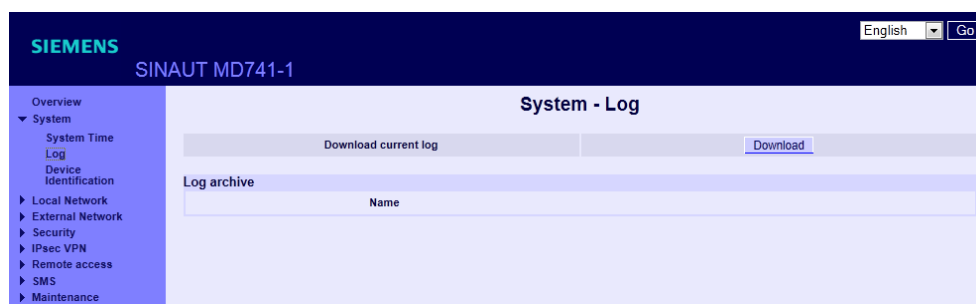 English Go
SIEMENS
SINAUT MD741-1
Overview
System
System Time
Log
Device
Identification
Local Network
External Network
Security
IPsec VPN
Remote access
SMS
Maintenance
System - Log
Download current log Download
Log archive
Name